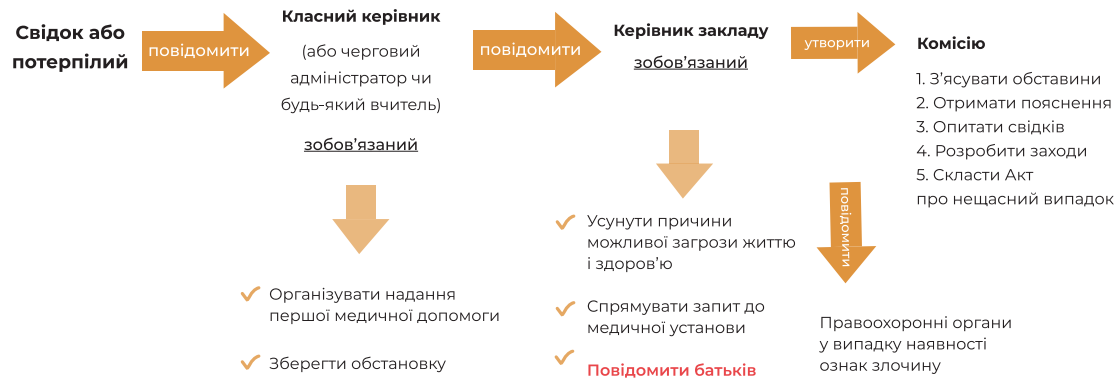 Свідок або
потерпілий
повідомити
Класний керівник
(або черговий
адміністратор чи
будь-який вчитель)
зобов’язаний
Організувати надання
першої медичної допомоги
Зберегти обстановку
повідомити
Керівник закладу
зобов’язаний
Усунути причини
можливої загрози життю
і здоров’ю
Спрямувати запит до
медичної установи
Повідомити батьків
утворити
Комісію
1. З’ясувати обставини
2. Отримати пояснення
3. Опитати свідків
4. Розробити заходи
5. Скласти Акт
про нещасний випадок
повідомити
Правоохоронні органи
у випадку наявності
ознак злочину